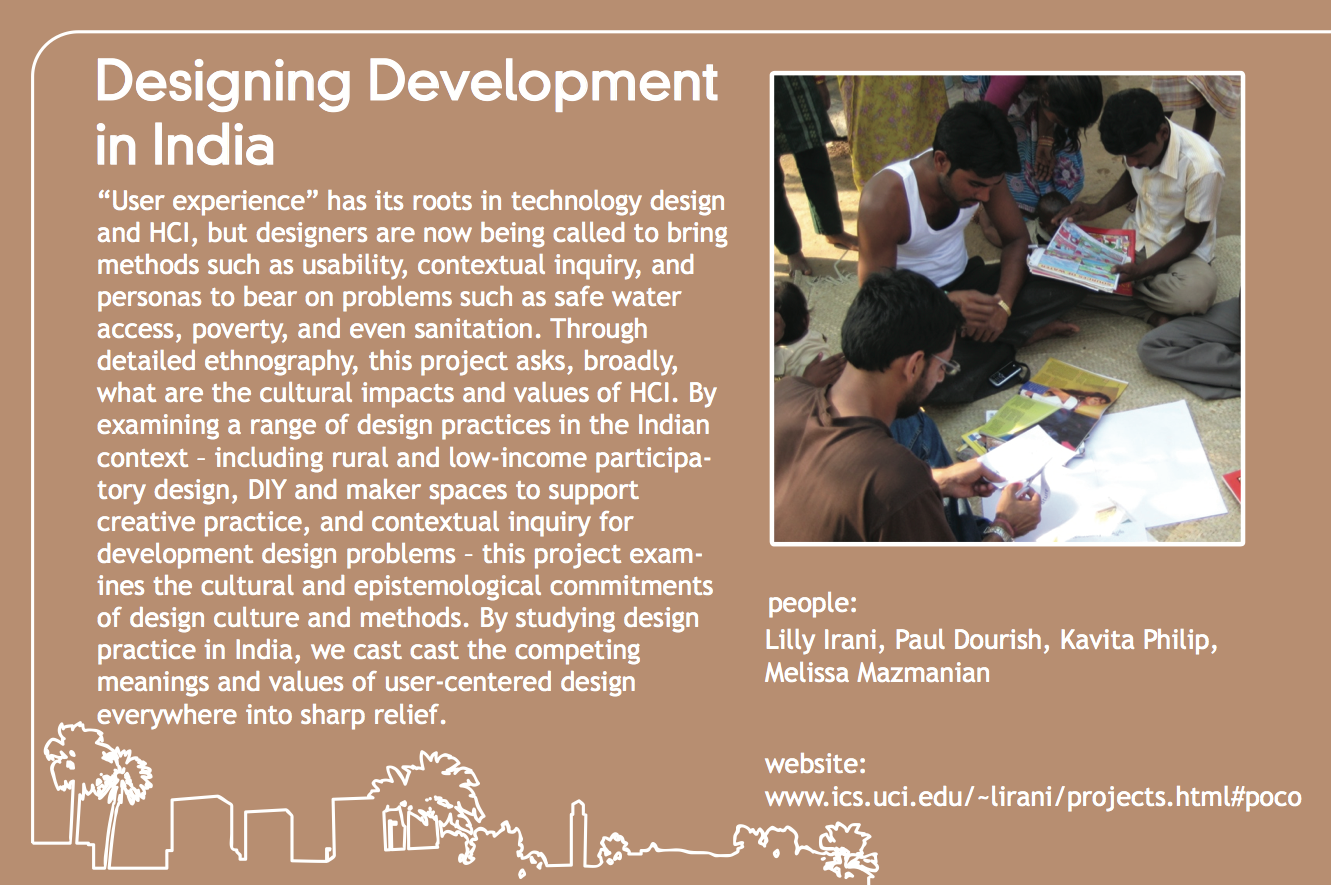 Designing Development
in India
“User experience” has its roots in technology design
and HCI, but designers are now being called to bring
methods such as usability, contextual inquiry, and
personas to bear on problems such as safe water
access, poverty, and even sanitation. Through
detailed ethnography, this project asks, broadly,
what are the cultural impacts and values of HCI. By
examining a range of design practices in the Indian
context – including rural and low-income participa-
tory design, DIY and maker spaces to support
creative practice, and contextual inquiry for
development design problems – this project exam-
ines the cultural and epistemological commitments
of design culture and methods. By studying design
practice in India, we cast cast the competing
meanings and values of user-centered design
everywhere into sharp relief.
people:
Lilly Irani, Paul Dourish, Kavita Philip,
Melissa Mazmanian
website:
www.ics.uci.edu/~lirani/projects.html#poco